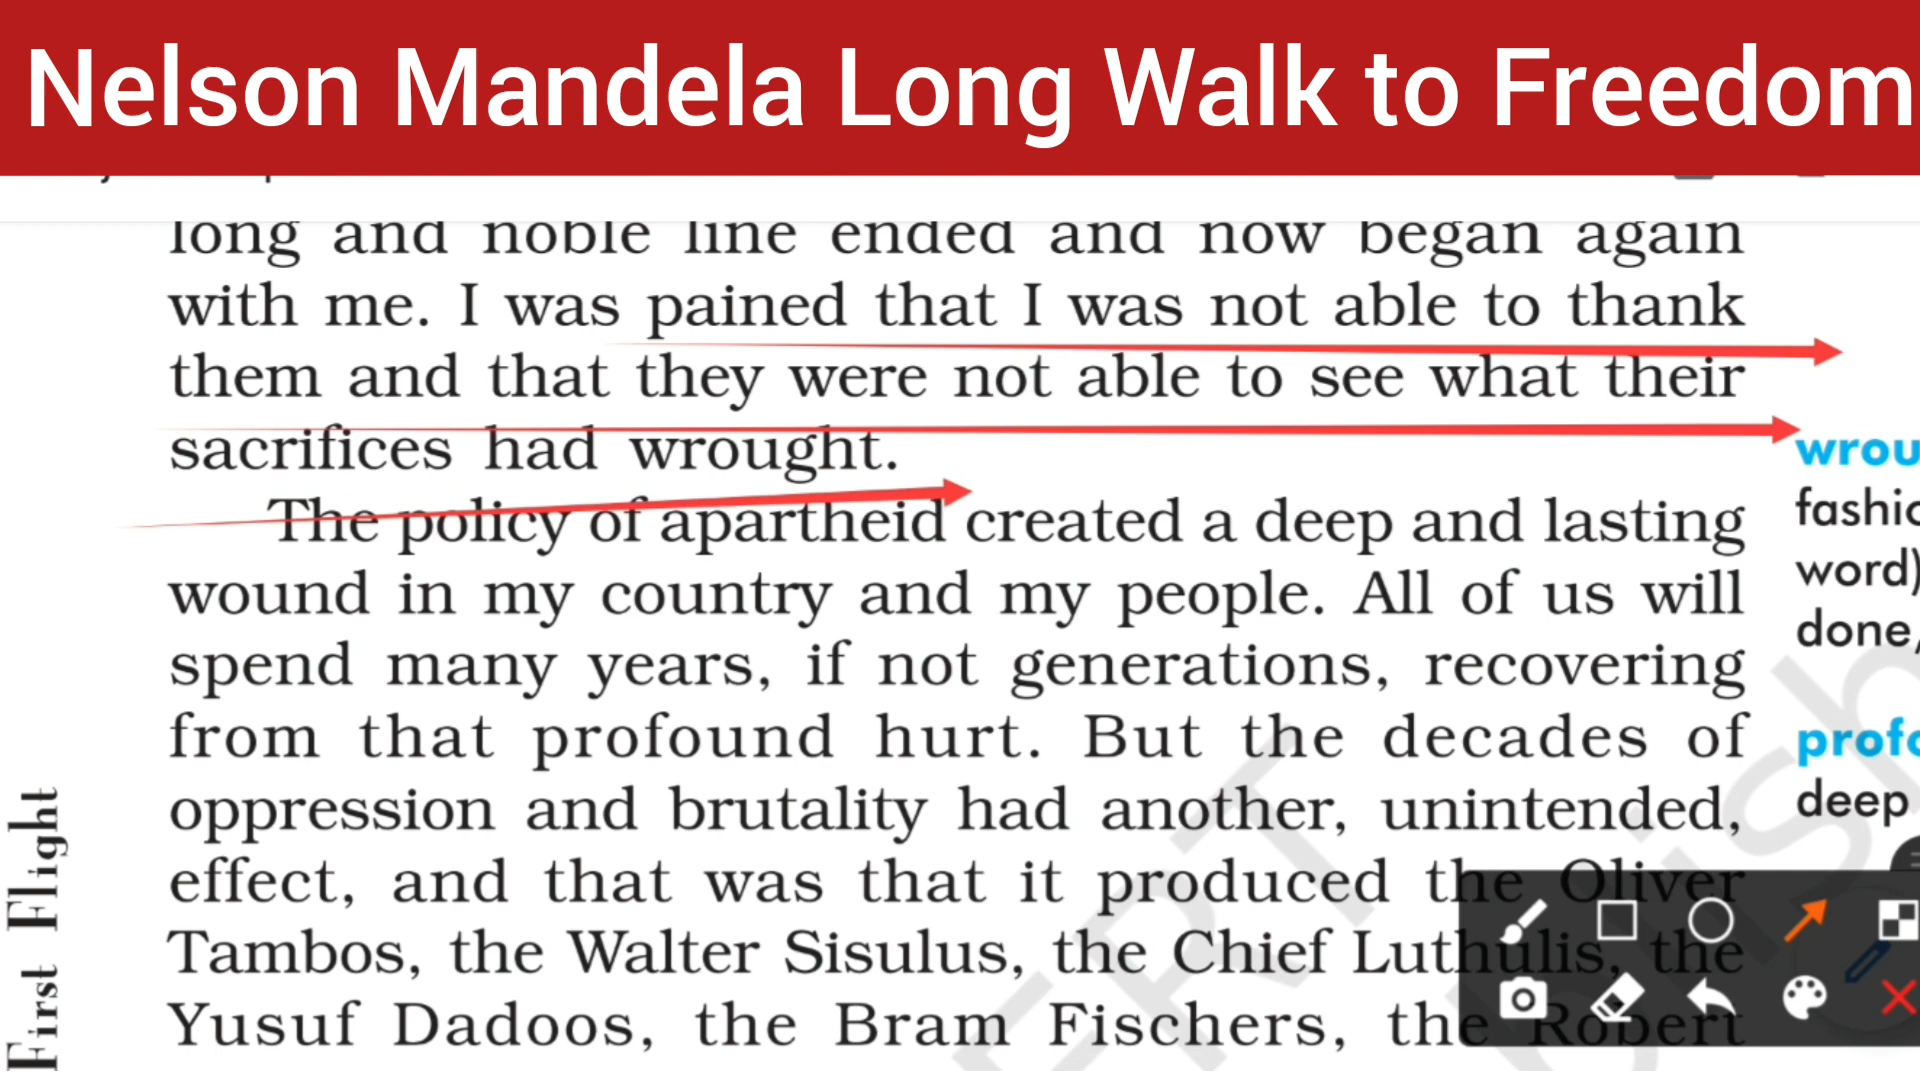 Nelson Mandela Long Walk to Freedom
long and noble line ended and now began again
with me. I was pained that I was not able to thank
them and that they were not able to see what their
sacrifices had wrought.
The policy of apartheid created a deep and lasting
wound in my country and my people. All of us will
spend many years, if not generations, recovering
from that profound hurt. But the decades of
oppression and brutality had another, unintended,
effect, and that was that it produced the Oliver
Tambos, the Walter Sisulus, the Chief Luthulis, the
Yusuf Dadoos, the Bram Fischers, the Robert
wrou
fashic
word)
done,
profo
deep
First Flight